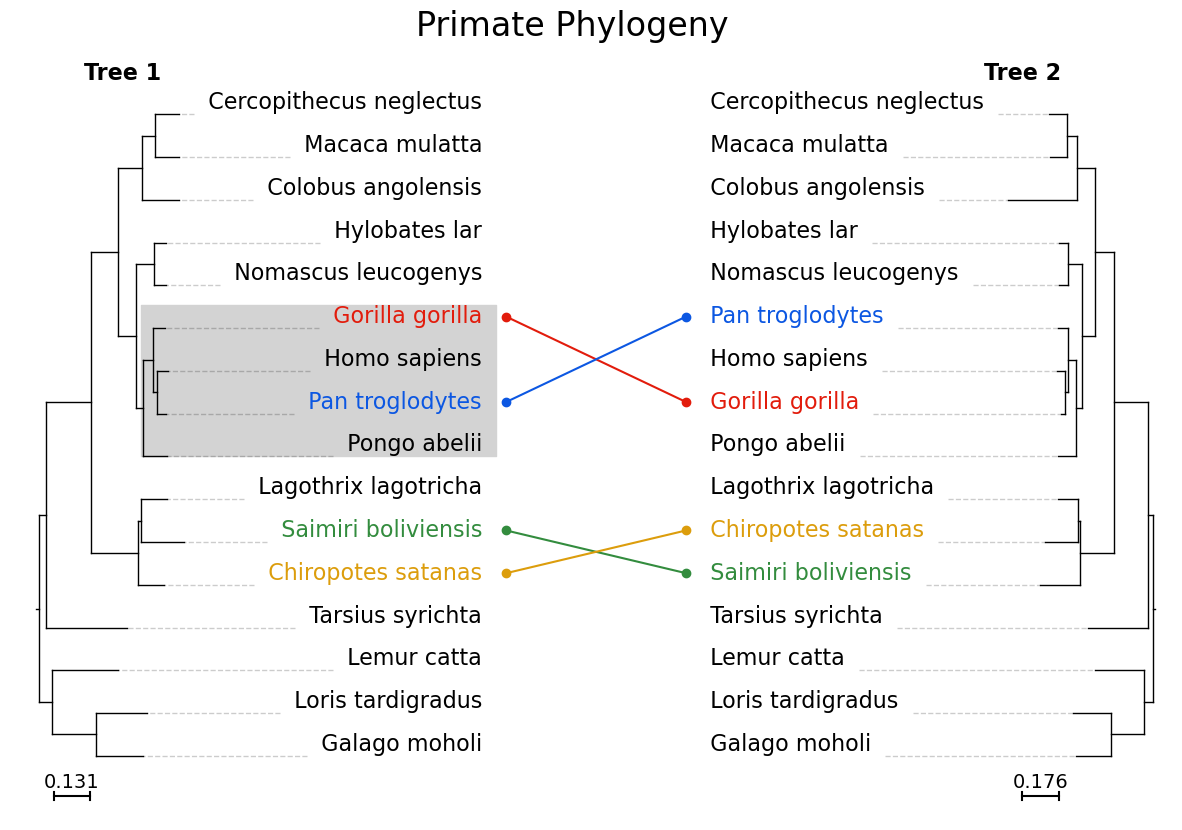 Primate Phylogeny
Tree 1
Tree 2
Cercopithecus neglectus
Macaca mulatta
Colobus angolensis
Hylobates lar
Nomascus leucogenys
Gorilla gorilla
Homo sapiens
Pan troglodytes
Pongo abelii
Lagothrix lagotricha
Saimiri boliviensis
Chiropotes satanas
Tarsius syrichta
Lemur catta
Loris tardigradus
Galago moholi
0.131
Cercopithecus neglectus
Macaca mulatta
Colobus angolensis
Hylobates lar
Nomascus leucogenys
Pan troglodytes
Homo sapiens
Gorilla gorilla
Pongo abelii
Lagothrix lagotricha
Chiropotes satanas
Saimiri boliviensis
Tarsius syrichta
Lemur catta
Loris tardigradus
Galago moholi
0.176